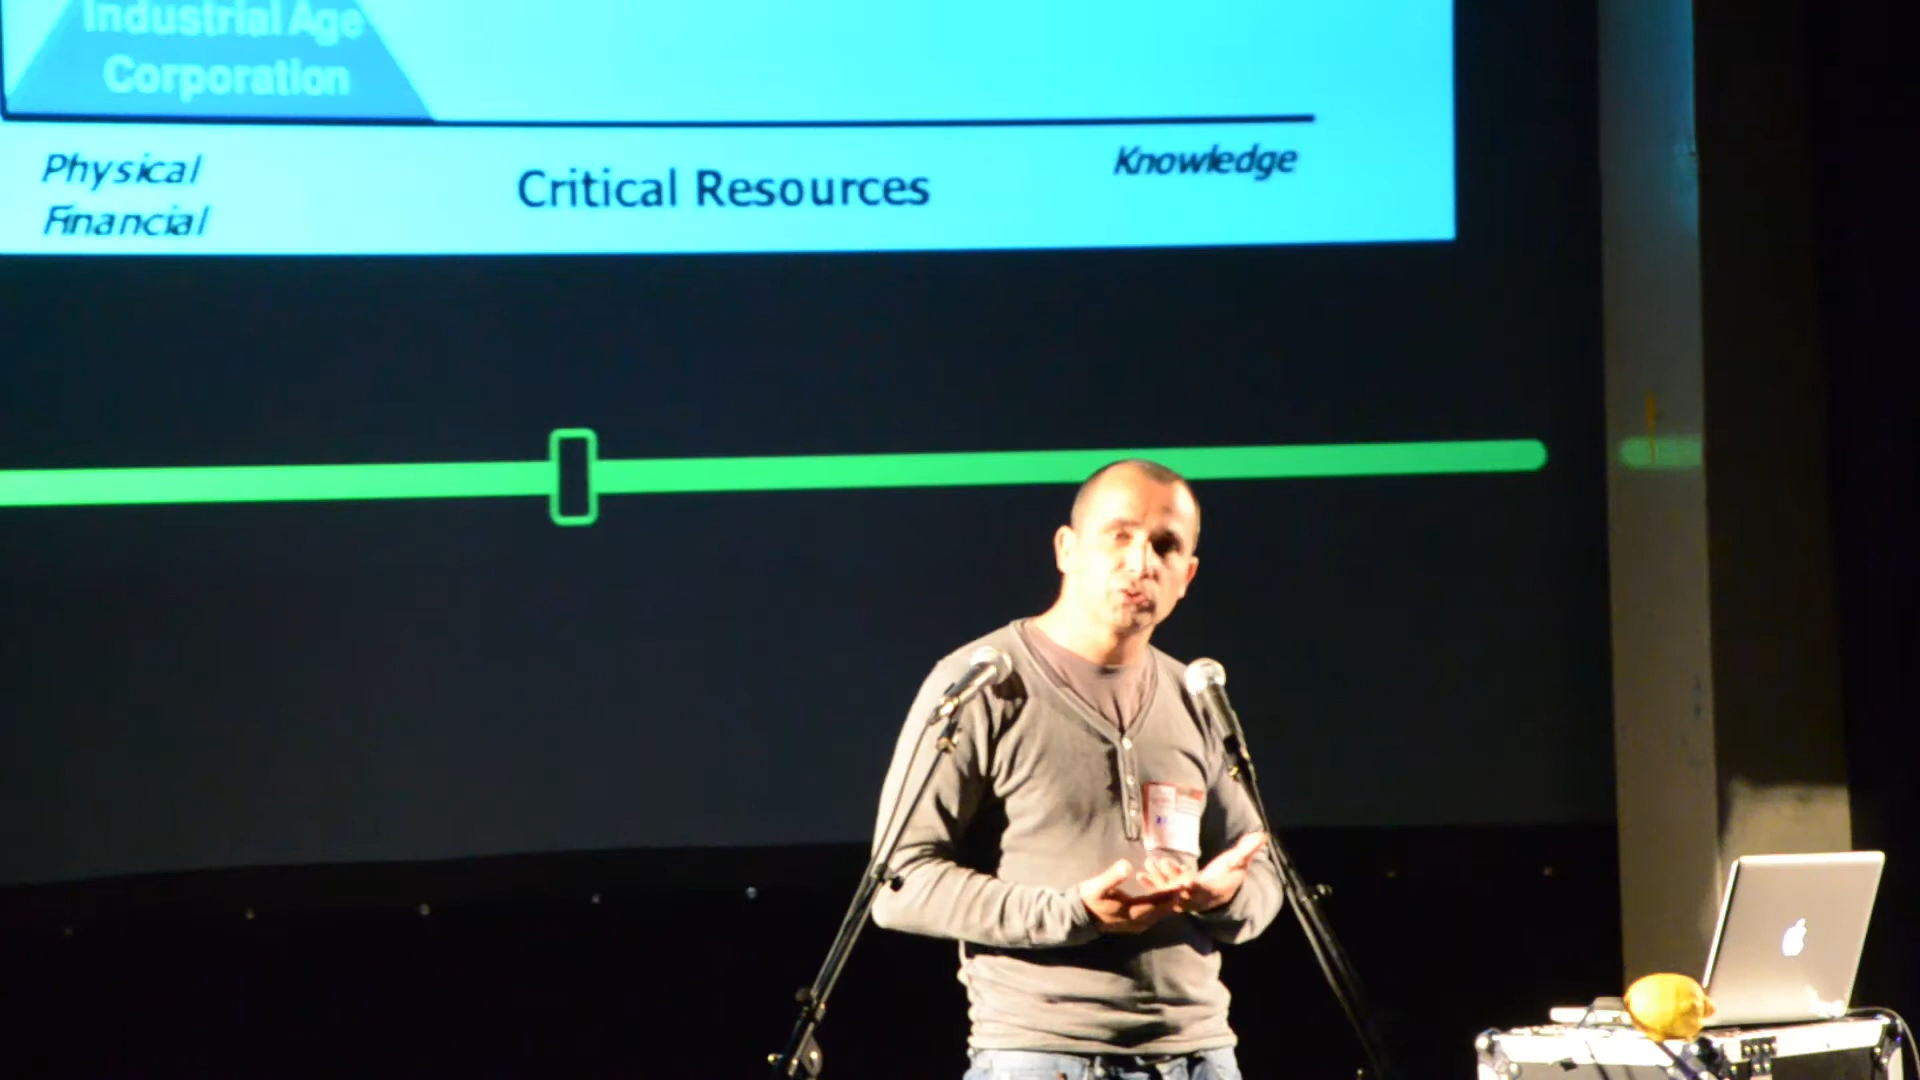 Industrial Age
Corporation
Physical
Financial
Critical Resources
Knowledge